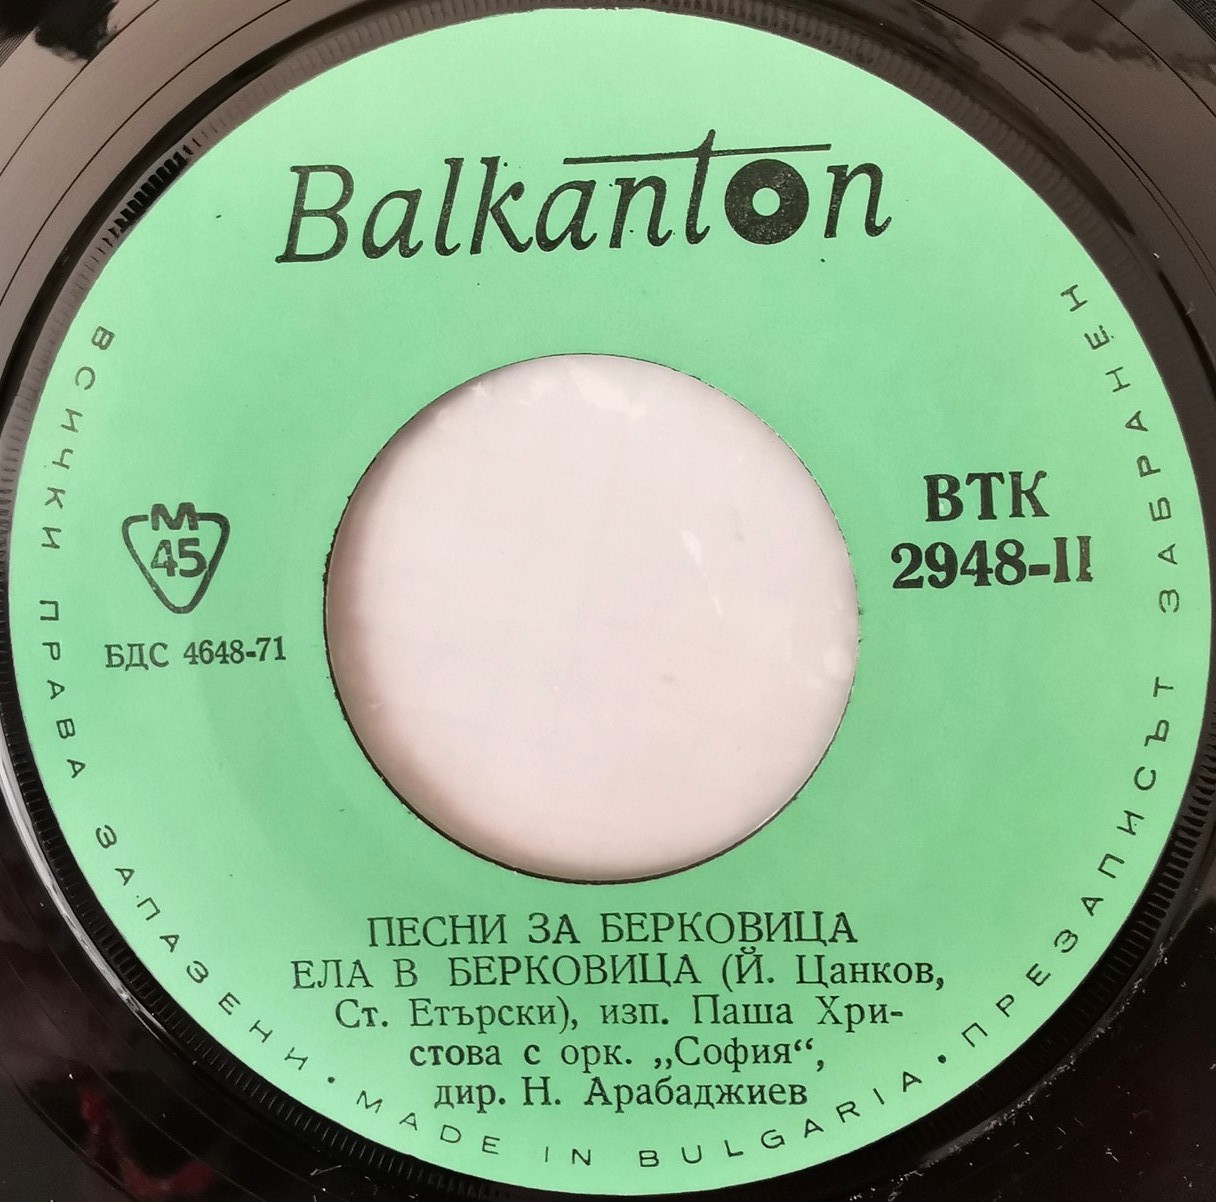 Balkanton
ВТК
2948-II
М
45
БДС 4648-71
ПЕСНИ ЗА БЕРКОВИЦА
ЕЛА В БЕРКОВИЦА (Й. Цанков,
Ст. Етърски), изп. Паша Хри-
стова с орк. „София“,
дир. Н. Арабаджиев
ВСИЧКИ ПРАВА ЗАПАЗЕНИ • MADE IN BULGARIA • ПРЕЗАПИСЪТ ЗАБРАНЕН